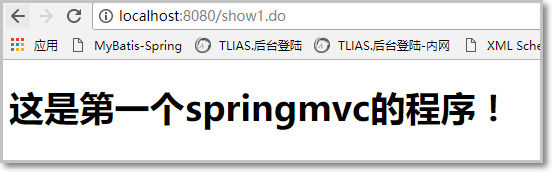 localhost:8080/show1.do
应用 MyBatis-Spring TLIAS.后台登陆 TLIAS.后台登陆-内网 XML Sche
这是第一个springmvc的程序！